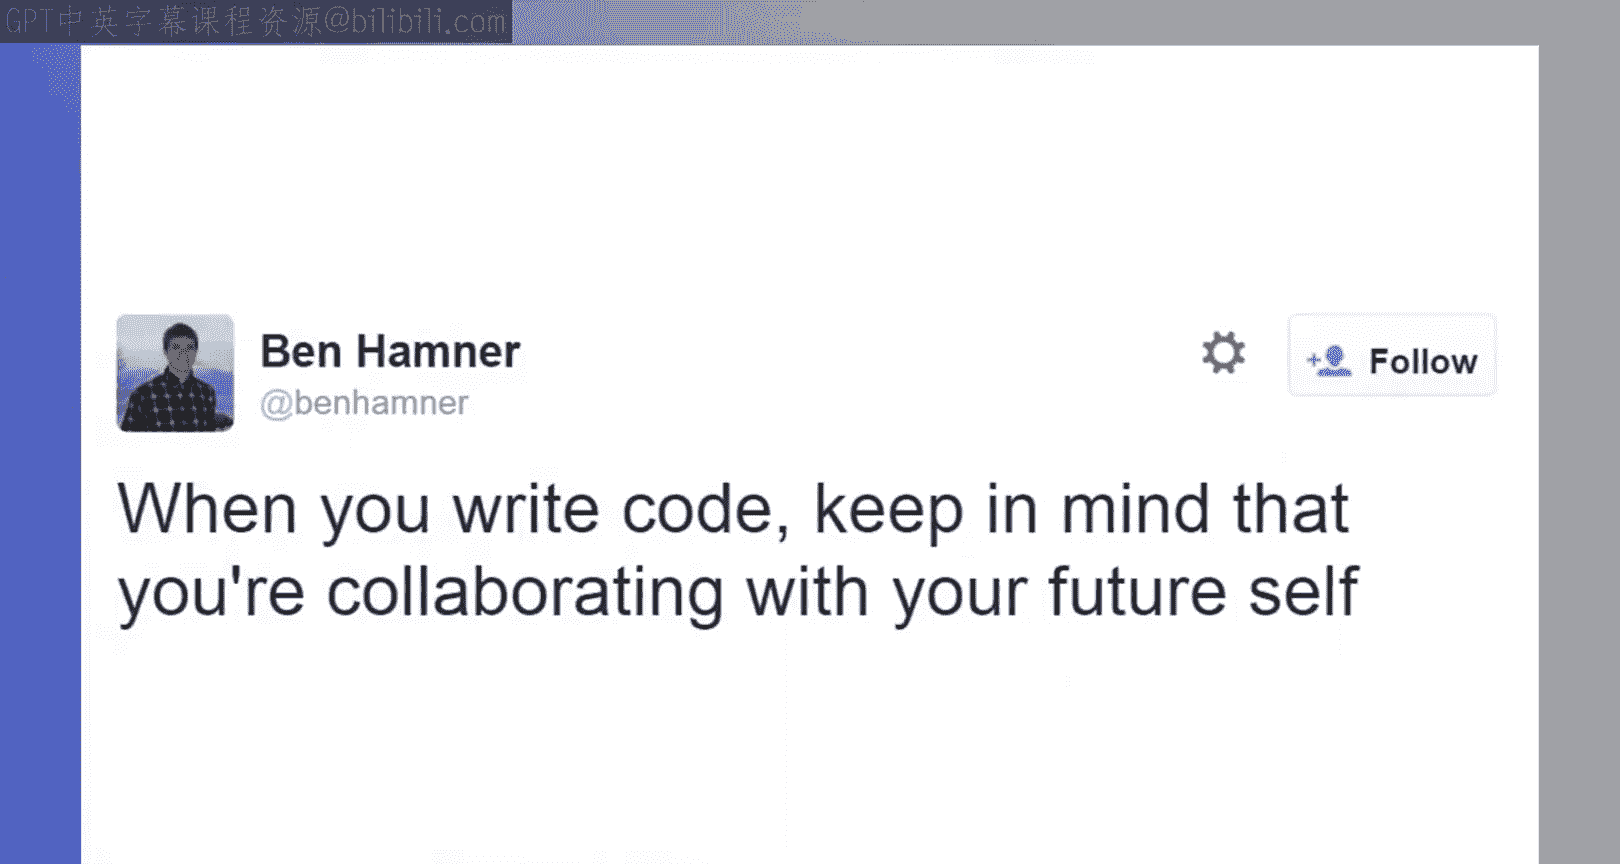 GPT中英字幕课程资源@bilibili.com
Ben Hamner
@benhamner
Follow
When you write code, keep in mind that
you're collaborating with your future self